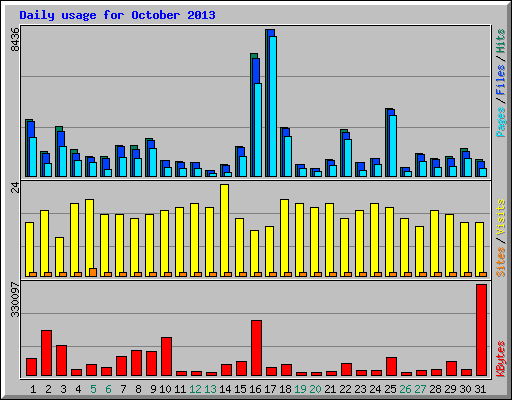 Daily usage for October 2013
8436
Pages / Files / Hits
24
Sites / Visits
330097
KBytes
1 2 3 4 5 6 7 8 9 10 11 12 13 14 15 16 17 18 19 20 21 22 23 24 25 26 27 28 29 30 31